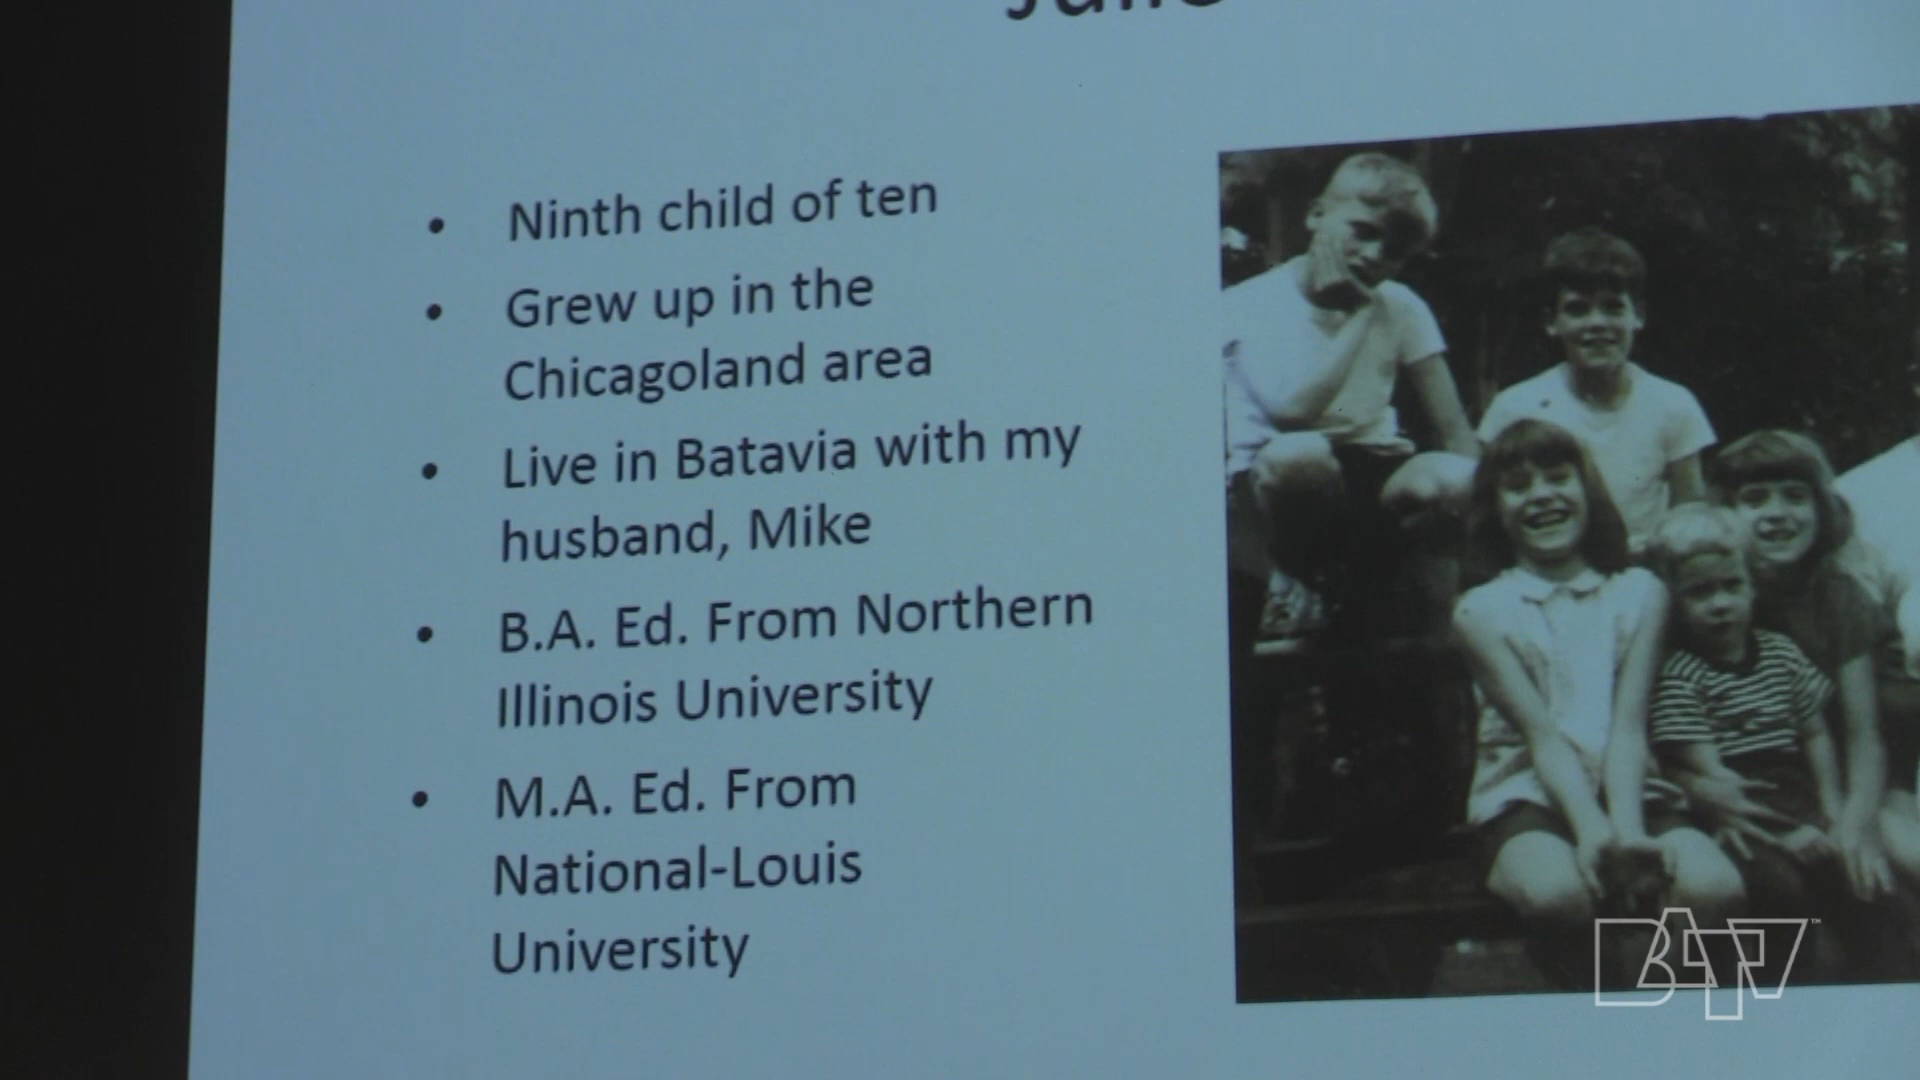 • Ninth child of ten
• Grew up in the
Chicagoland area
• Live in Batavia with my
husband, Mike
• B.A. Ed. From Northern
Illinois University
• M.A. Ed. From
National-Louis
University
BATV™